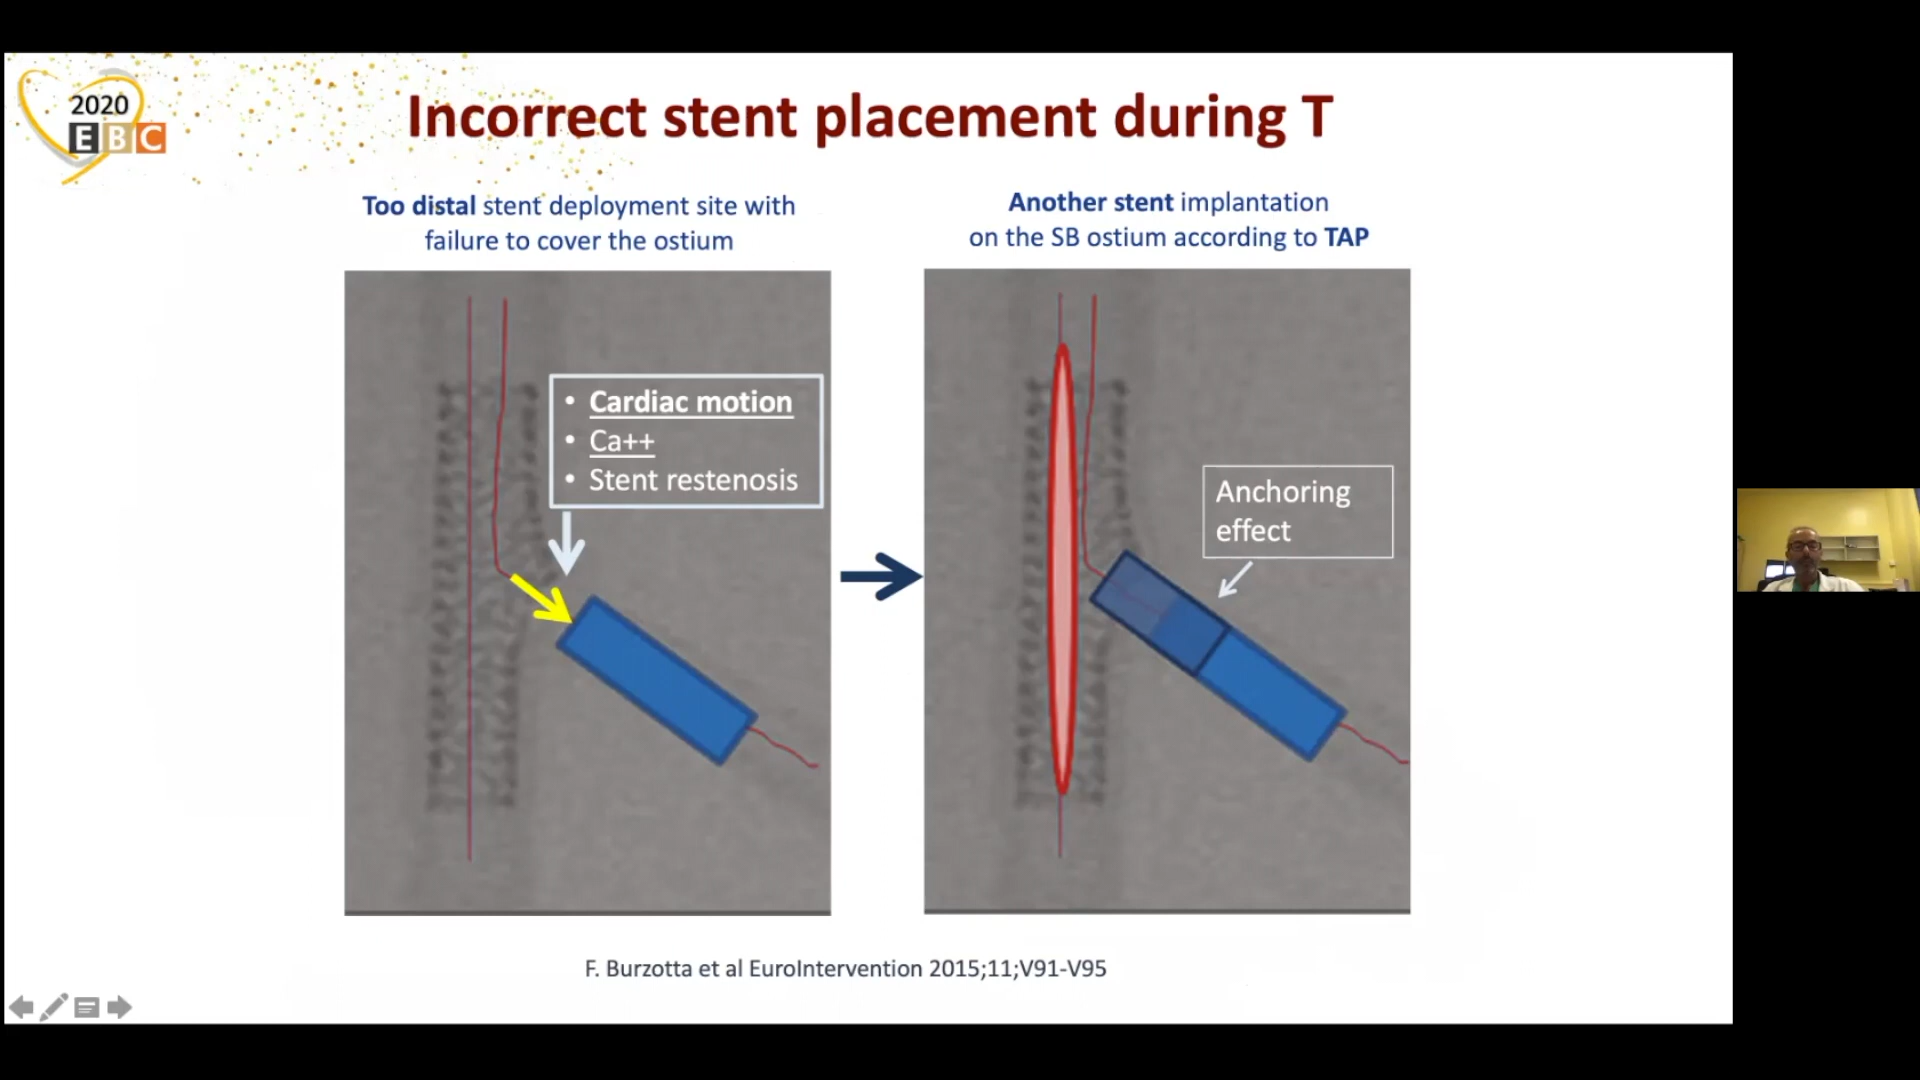 2020
EBC
Incorrect stent placement during T
Too distal stent deployment site with
failure to cover the ostium
Another stent implantation
on the SB ostium according to TAP
• Cardiac motion
• Ca++
• Stent restenosis
Anchoring
effect
F. Burzotta et al EuroIntervention 2015;11;V91-V95